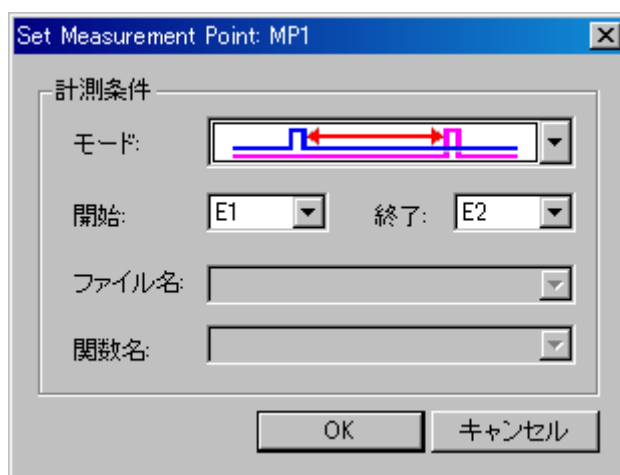 Set Measurement Point: MP1
計測条件
モード:
開始: E1 終了: E2
ファイル名:
関数名:
OK キャンセル